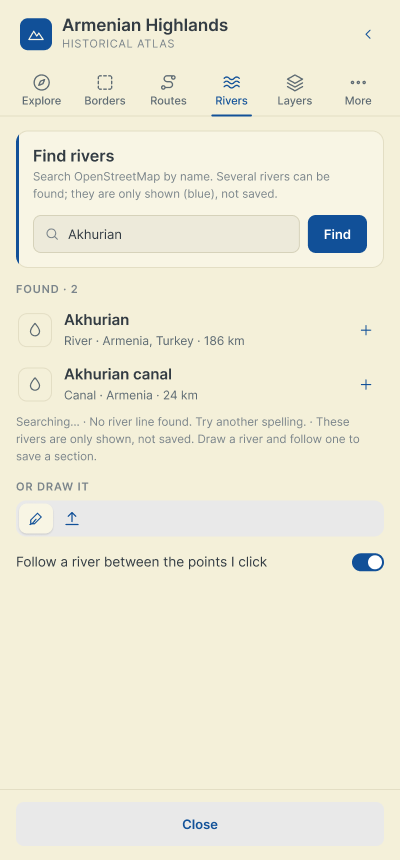 Armenian Highlands
HISTORICAL ATLAS
Explore Borders Routes Rivers Layers More
Find rivers
Search OpenStreetMap by name. Several rivers can be
found; they are only shown (blue), not saved.
Akhurian Find
FOUND · 2
Akhurian
River · Armenia, Turkey · 186 km
Akhurian canal
Canal · Armenia · 24 km
Searching... · No river line found. Try another spelling. · These
rivers are only shown, not saved. Draw a river and follow one to
save a section.
OR DRAW IT
Follow a river between the points I click
Close